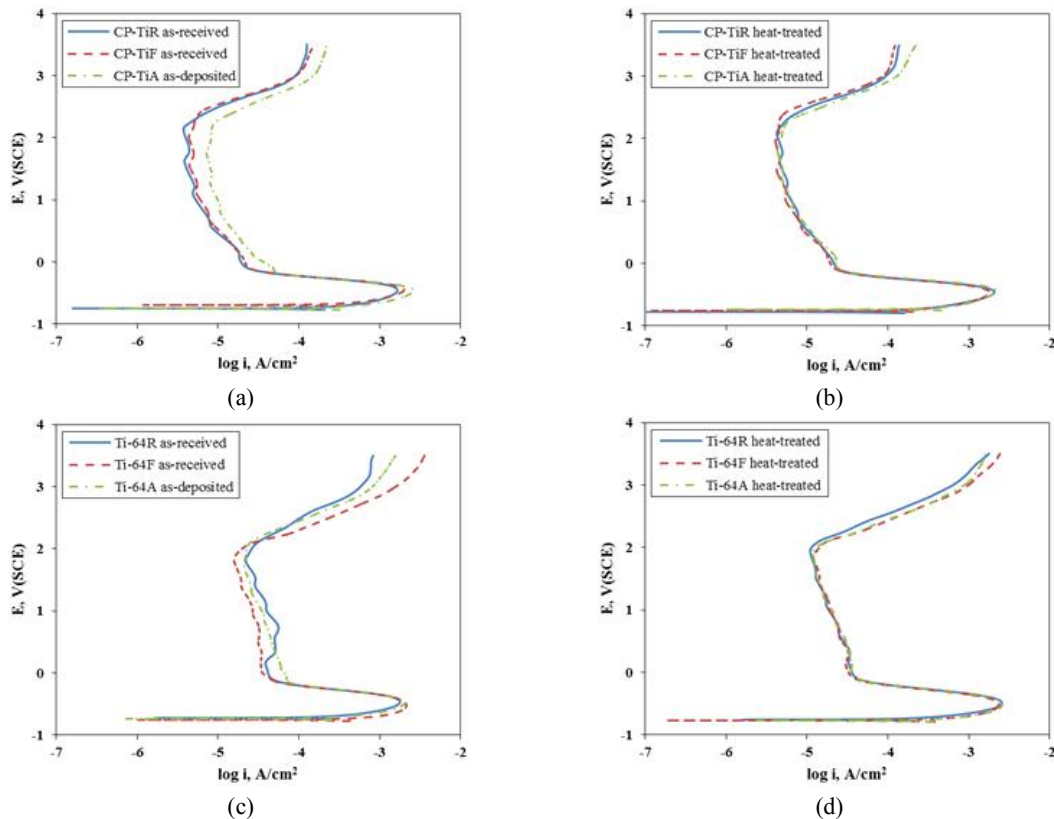 CP-TiR as-received
CP-TiF as-received
CP-TiA as-deposited
E, V(SCE)
4
3
2
1
0
-1
-7 -6 -5 -4 -3 -2
log i, A/cm²
(a)
CP-TiR heat-treated
CP-TiF heat-treated
CP-TiA heat-treated
E, V(SCE)
4
3
2
1
0
-1
-7 -6 -5 -4 -3 -2
log i, A/cm²
(b)
Ti-64R as-received
Ti-64F as-received
Ti-64A as-deposited
E, V(SCE)
4
3
2
1
0
-1
-7 -6 -5 -4 -3 -2
log i, A/cm²
(c)
Ti-64R heat-treated
Ti-64F heat-treated
Ti-64A heat-treated
E, V(SCE)
4
3
2
1
0
-1
-7 -6 -5 -4 -3 -2
log i, A/cm²
(d)